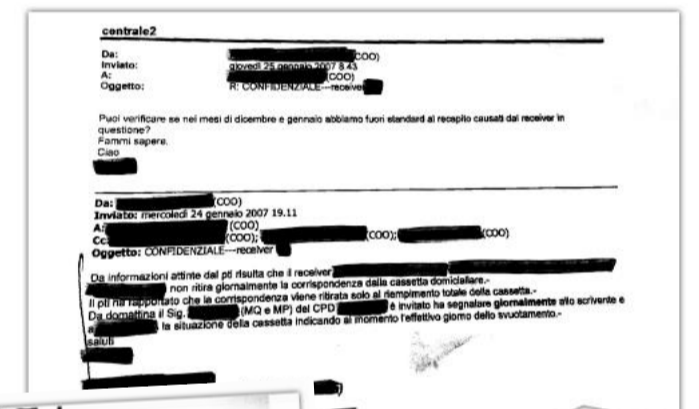 centrale2
Da: COO)
Inviato: giovedì 25 gennaio 2007 8.43
A: (COO)
Oggetto: R: CONFIDENZIALE---receiver
Puoi verificare se nei mesi di dicembre e gennaio abbiamo fuori standard al recapito causati dal receiver in
questione?
Fammi sapere.
Ciao
Da: (COO)
Inviato: mercoledì 24 gennaio 2007 19.11
A: (COO)
Cc: (COO); (COO); (COO)
Oggetto: CONFIDENZIALE---receiver
Da informazioni attinte dal ptl risulta che il receiver
non ritira giornalmente la corrispondenza dalla cassetta domiciliare.-
Il ptl ha rapportato che la corrispondenza viene ritirata solo al riempimento totale della cassetta.-
Da domattina il Sig. (MQ e MP) del CPD è invitato ha segnalare giornalmente allo scrivente e
a , la situazione della cassetta indicando al momento l'effettivo giorno dello svuotamento.-
saluti